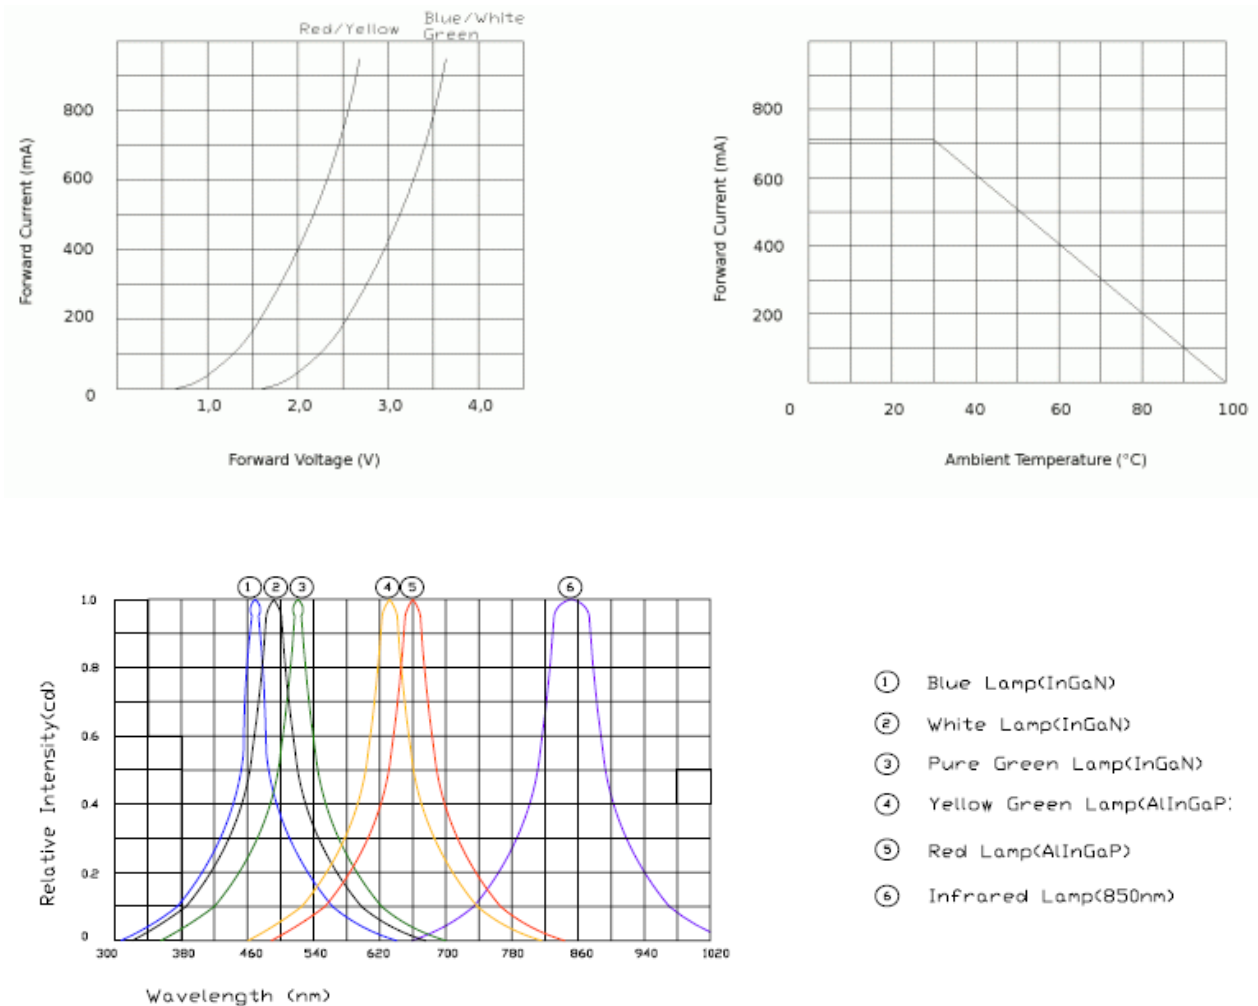 Red/Yellow
Blue/White
Green
800
600
400
200
0
1,0 2,0 3,0 4,0
Forward Current (mA)
Forward Voltage (V)
800
600
400
200
0 20 40 60 80 100
Forward Current (mA)
Ambient Temperature (°C)
1 2 3 4 5 6
1.0
0.8
0.6
0.4
0.2
0
300 380 460 540 620 700 780 860 940 1020
Relative Intensity(cd)
Wavelength (nm)
1 Blue Lamp(InGaN)
2 White Lamp(InGaN)
3 Pure Green Lamp(InGaN)
4 Yellow Green Lamp(AlInGaP)
5 Red Lamp(AlInGaP)
6 Infrared Lamp(850nm)